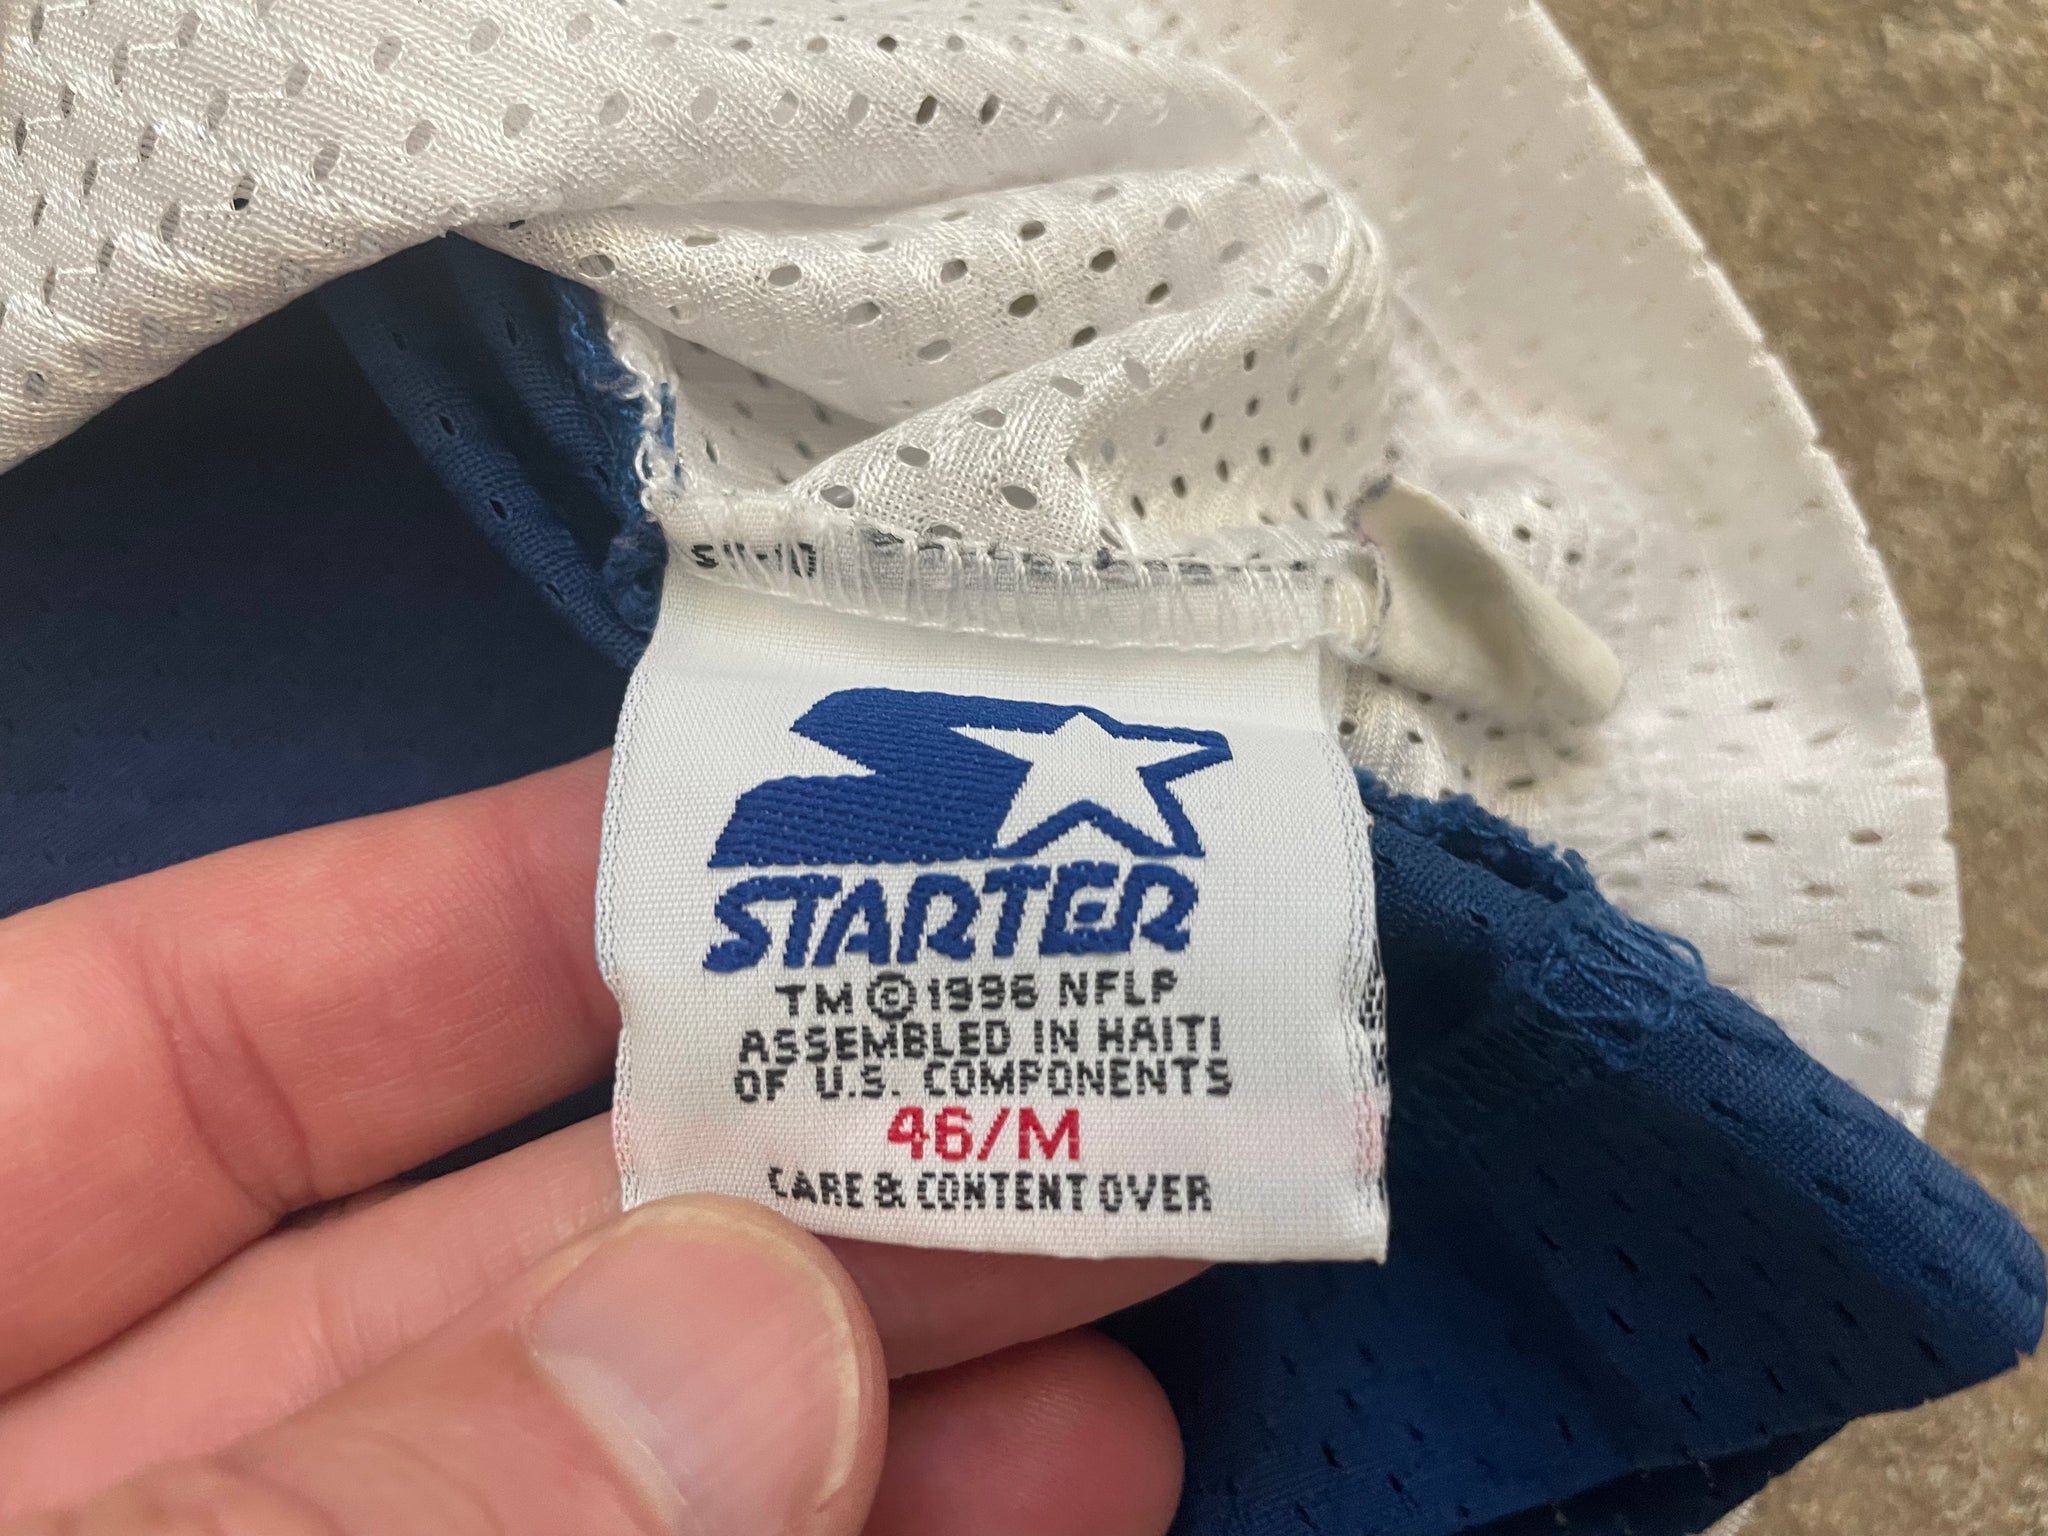 STARTER
TM © 1996 NFLP
ASSEMBLED IN HAITI
OF U.S. COMPONENTS
46/M
CARE & CONTENT OVER